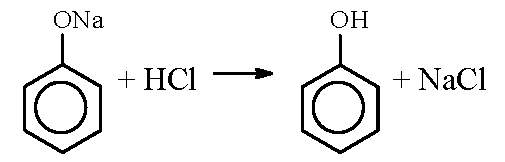 ONa OH
+ HCl + NaCl